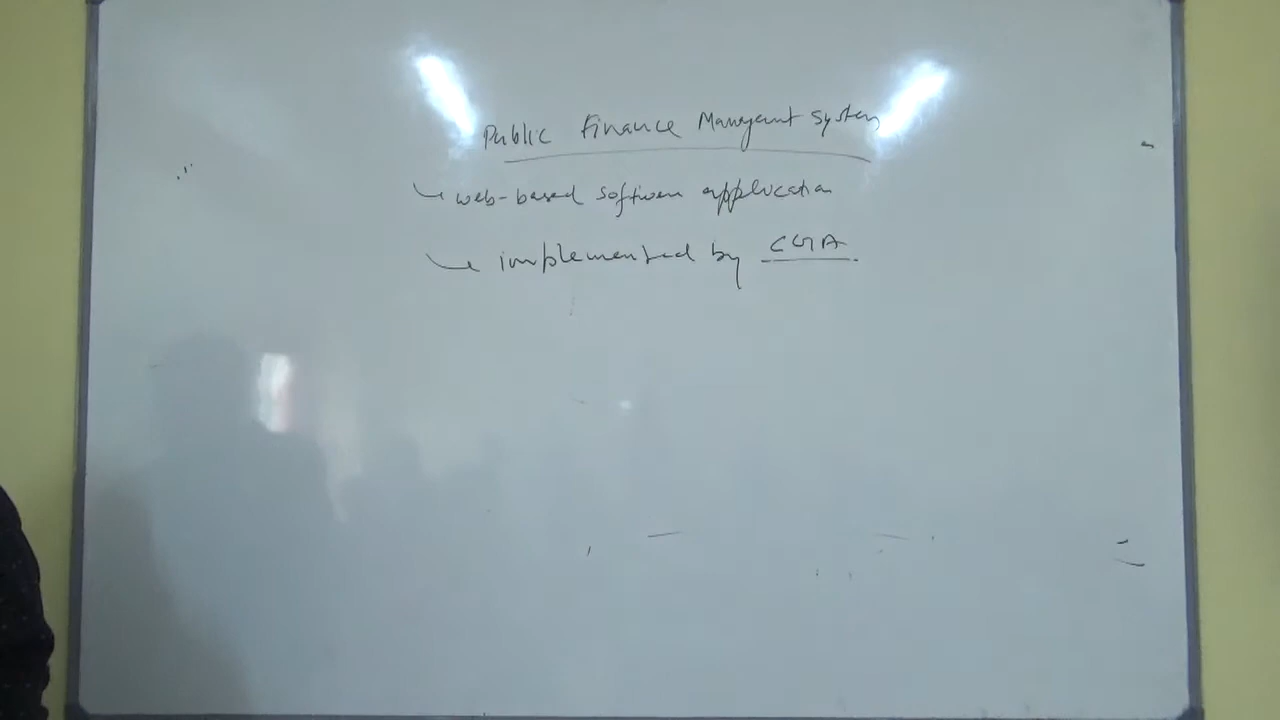 Public Finance Management System
web-based software application
implemented by CGA